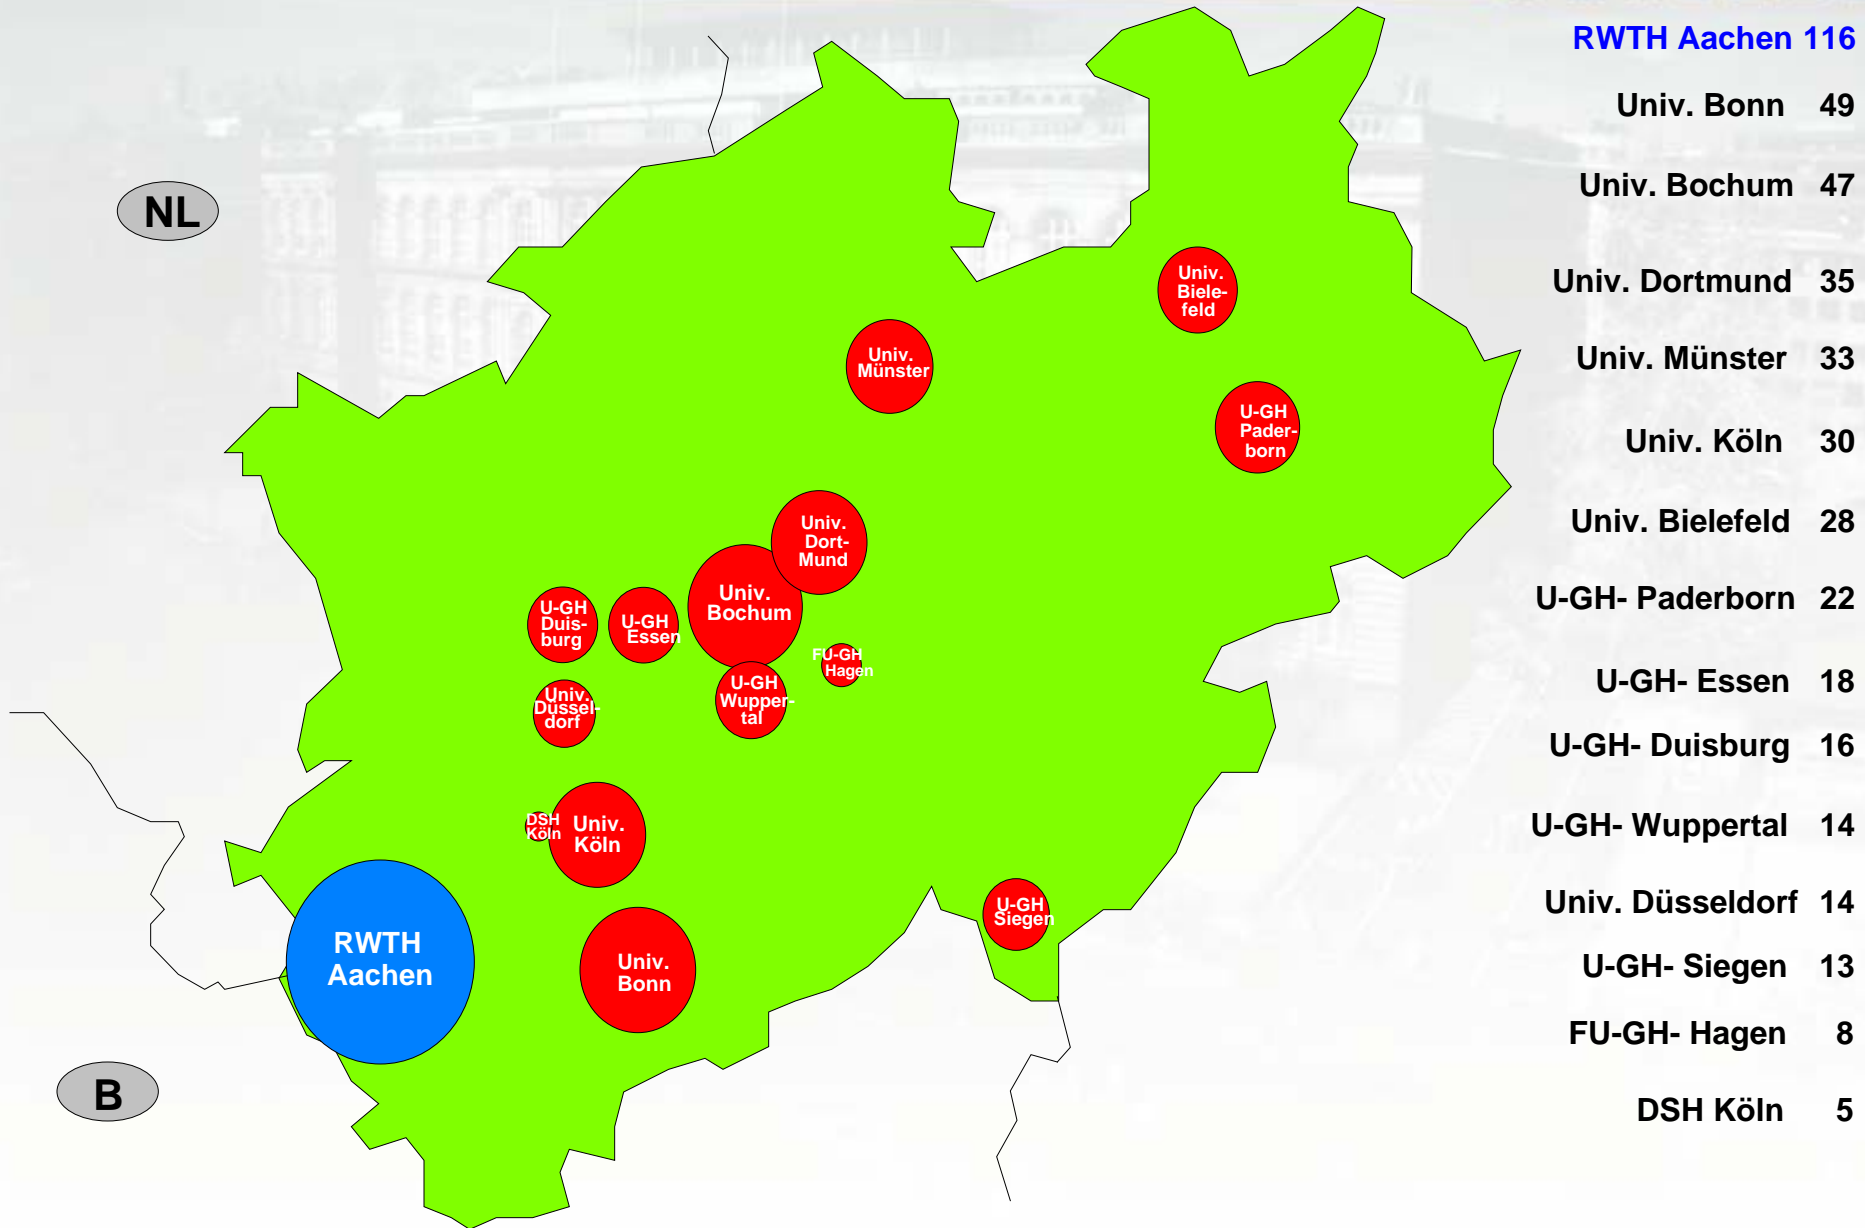 RWTH Aachen 116
Univ. Bonn 49
Univ. Bochum 47
Univ. Dortmund 35
Univ. Münster 33
Univ. Köln 30
Univ. Bielefeld 28
U-GH- Paderborn 22
U-GH- Essen 18
U-GH- Duisburg 16
U-GH- Wuppertal 14
Univ. Düsseldorf 14
U-GH- Siegen 13
FU-GH- Hagen 8
DSH Köln 5
NL
Univ.
Biele-
feld
Univ.
Münster
U-GH
Pader-
born
Univ.
Dort-
Mund
Univ.
Bochum
U-GH
Duis-
burg
U-GH
Essen
FU-GH
Hagen
U-GH
Wupper-
tal
Univ.
Düssel-
dorf
DSH
Köln
Univ.
Köln
U-GH
Siegen
RWTH
Aachen
Univ.
Bonn
B